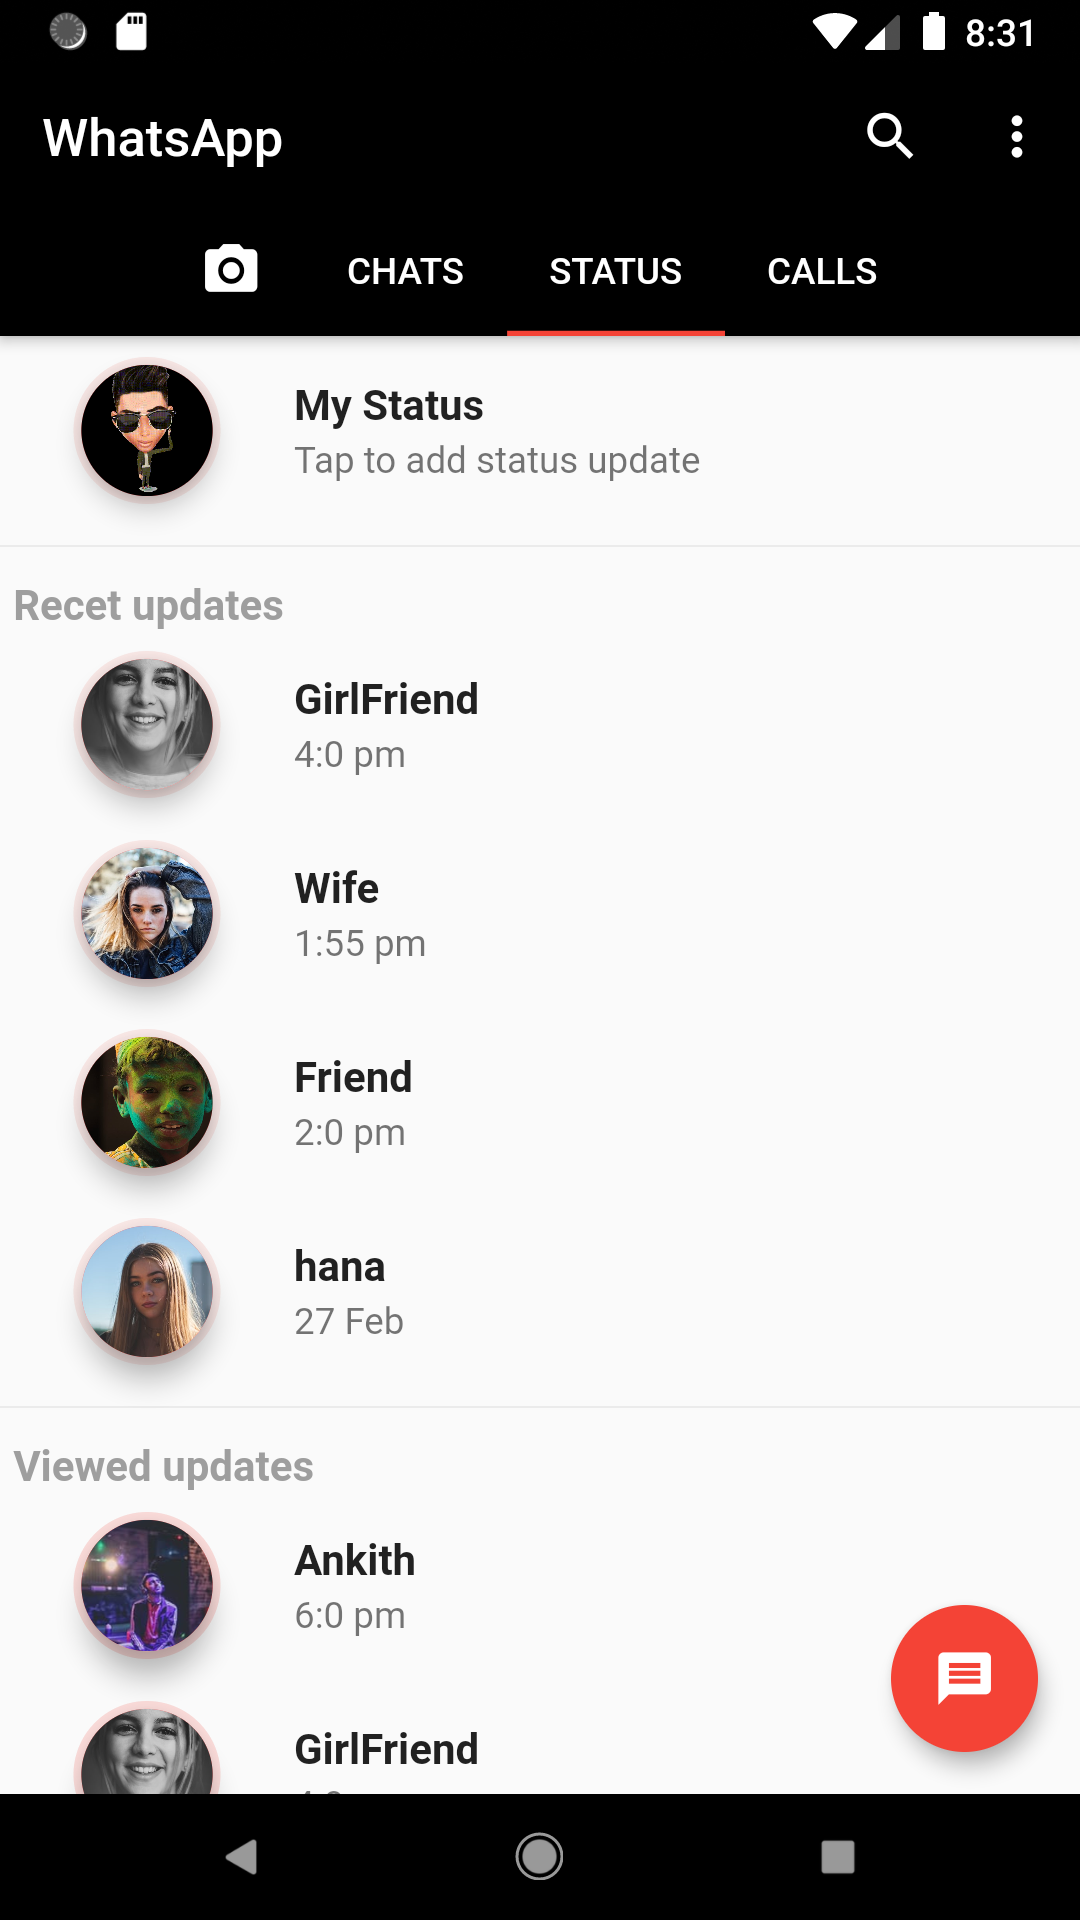 8:31
WhatsApp
CHATS STATUS CALLS
My Status
Tap to add status update
Recet updates
GirlFriend
4:0 pm
Wife
1:55 pm
Friend
2:0 pm
hana
27 Feb
Viewed updates
Ankith
6:0 pm
GirlFriend